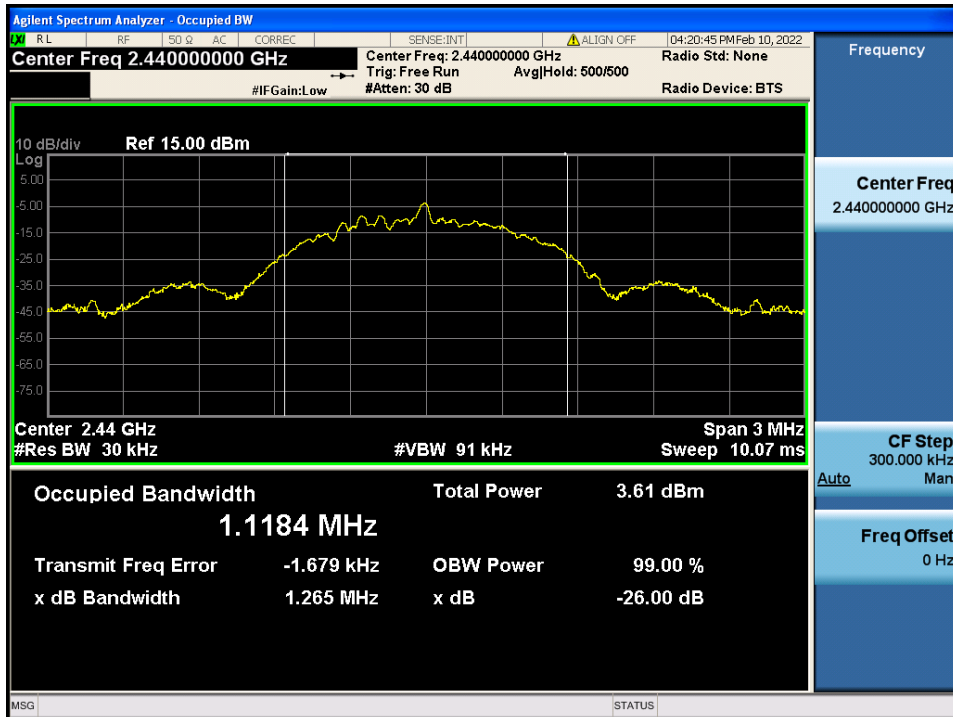 Agilent Spectrum Analyzer - Occupied BW
LXI RL RF 50 Ω AC CORREC SENSE:INT ALIGN OFF 04:20:45 PM Feb 10, 2022
Center Freq 2.440000000 GHz
Center Freq: 2.440000000 GHz
Radio Std: None
Trig: Free Run Avg|Hold: 500/500
#IFGain:Low
#Atten: 30 dB
Radio Device: BTS
10 dB/div Ref 15.00 dBm
Log
5.00
-5.00
-15.0
-25.0
-35.0
-45.0
-55.0
-65.0
-75.0
Center 2.44 GHz Span 3 MHz
#Res BW 30 kHz #VBW 91 kHz Sweep 10.07 ms
Occupied Bandwidth Total Power 3.61 dBm
1.1184 MHz
Transmit Freq Error -1.679 kHz OBW Power 99.00 %
x dB Bandwidth 1.265 MHz x dB -26.00 dB
MSG STATUS
Frequency
Center Freq
2.440000000 GHz
CF Step
300.000 kHz
Auto Man
Freq Offset
0 Hz